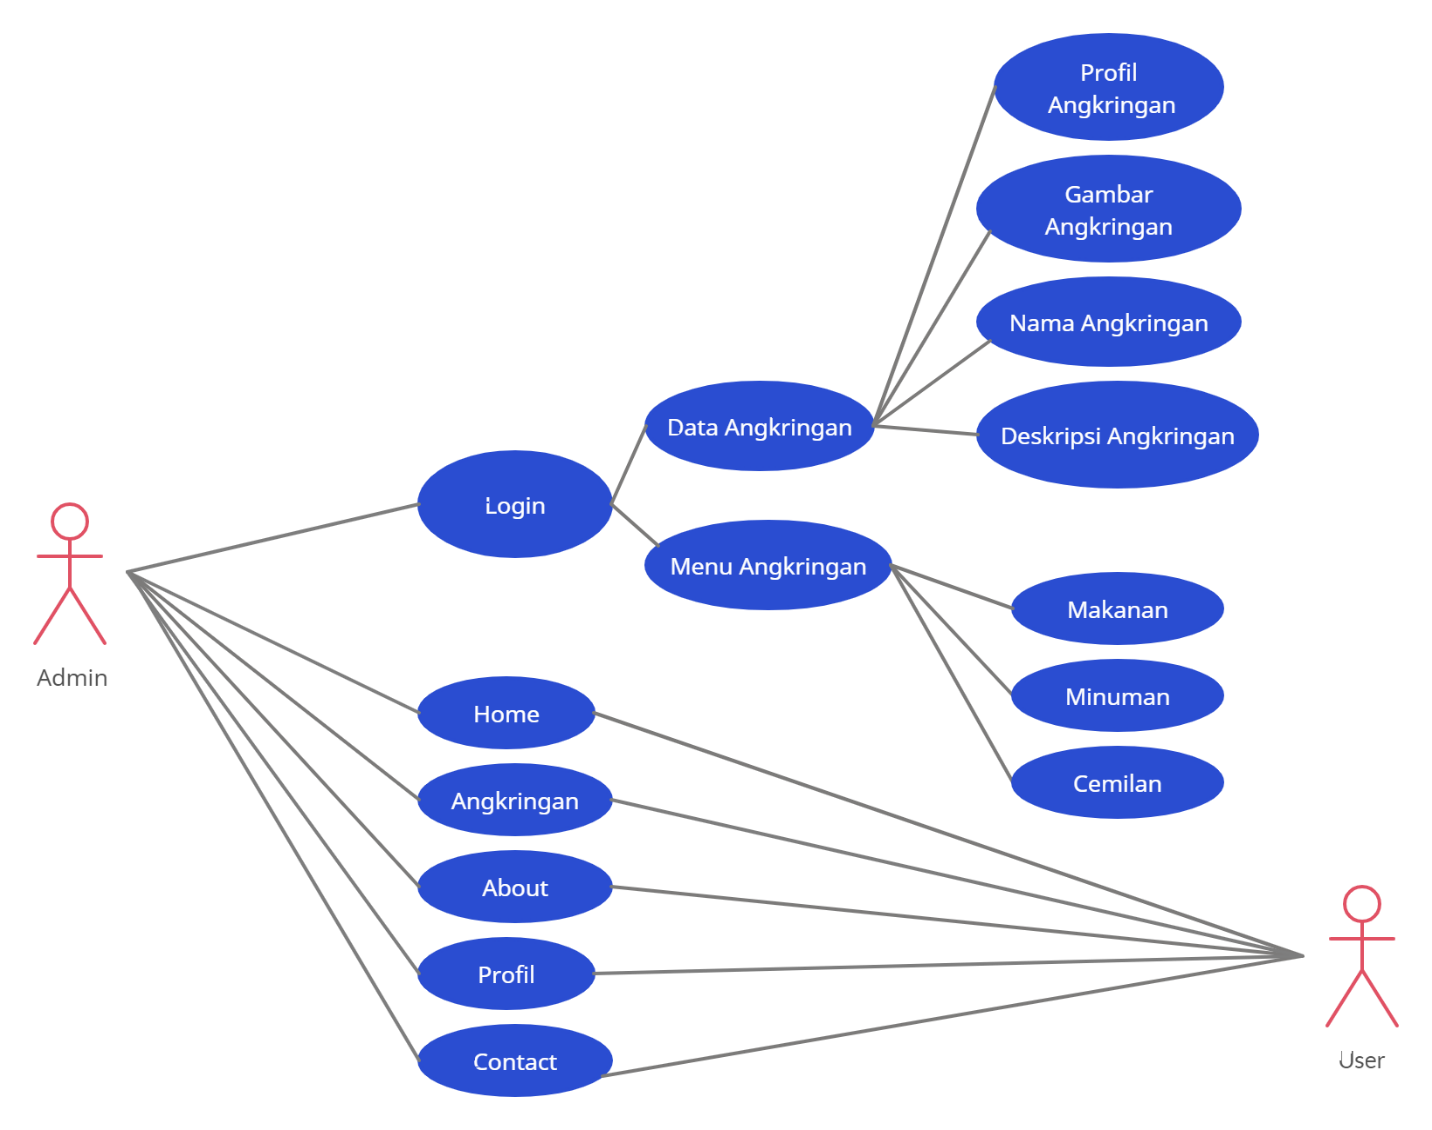 Profil
Angkringan
Gambar
Angkringan
Nama Angkringan
Data Angkringan
Deskripsi Angkringan
Login
Menu Angkringan
Makanan
Admin
Minuman
Home
Cemilan
Angkringan
About
Profil
Contact
User